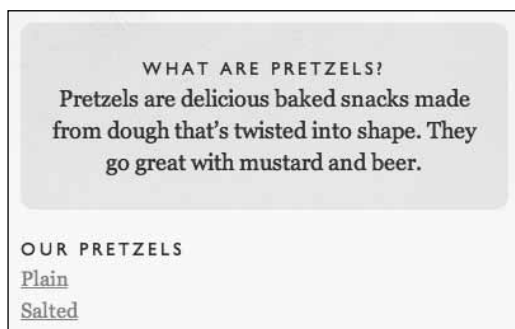 WHAT ARE PRETZELS?
Pretzels are delicious baked snacks made
from dough that’s twisted into shape. They
go great with mustard and beer.
OUR PRETZELS
Plain
Salted